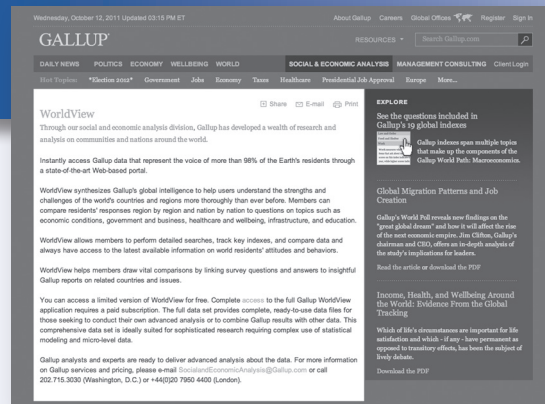 Wednesday, October 12, 2011 Updated 03:15 PM ET
About Gallup Careers Global Offices Register Sign In
GALLUP
RESOURCES
Search Gallup.com
DAILY NEWS POLITICS ECONOMY WELLBEING WORLD
SOCIAL & ECONOMIC ANALYSIS MANAGEMENT CONSULTING Client Login
Hot Topics: *Election 2012* Government Jobs Economy Taxes Healthcare Presidential Job Approval Europe More...
Share E-mail Print
WorldView
Through our social and economic analysis division, Gallup has developed a wealth of research and
analysis on communities and nations around the world.
Instantly access Gallup data that represent the voice of more than 98% of the Earth's residents through
a state-of-the-art Web-based portal.
WorldView synthesizes Gallup's global intelligence to help users understand the strengths and
challenges of the world's countries and regions more thoroughly than ever before. Members can
compare residents' responses region by region and nation by nation to questions on topics such as
economic conditions, government and business, healthcare and wellbeing, infrastructure, and education.
WorldView allows members to perform detailed searches, track key indexes, and compare data and
always have access to the latest available information on world residents' attitudes and behaviors.
WorldView helps members draw vital comparisons by linking survey questions and answers to insightful
Gallup reports on related countries and issues.
You can access a limited version of WorldView for free. Complete access to the full Gallup WorldView
application requires a paid subscription. The full data set provides complete, ready-to-use data files for
those seeking to conduct their own advanced analysis or to combine Gallup results with other data. This
comprehensive data set is ideally suited for sophisticated research requiring complex use of statistical
modeling and micro-level data.
Gallup analysts and experts are ready to deliver advanced analysis about the data. For more information
on Gallup services and pricing, please e-mail SocialandEconomicAnalysis@Gallup.com or call
202.715.3030 (Washington, D.C.) or +44(0)20 7950 4400 (London).
EXPLORE
See the questions included in
Gallup's 19 global indexes
Gallup indexes span multiple topics
that make up the components of the
Gallup World Path: Macroeconomics.
Global Migration Patterns and Job
Creation
Gallup's World Poll reveals new findings on the
"great global dream" and how it will affect the rise
of the next economic empire. Jim Clifton, Gallup's
chairman and CEO, offers an in-depth analysis of
the study's implications for leaders.
Read the article or download the PDF
Income, Health, and Wellbeing Around
the World: Evidence From the Global
Tracking
Which of life's circumstances are important for life
satisfaction and which - if any - have permanent as
opposed to transitory effects, has been the subject of
lively debate.
Download the PDF